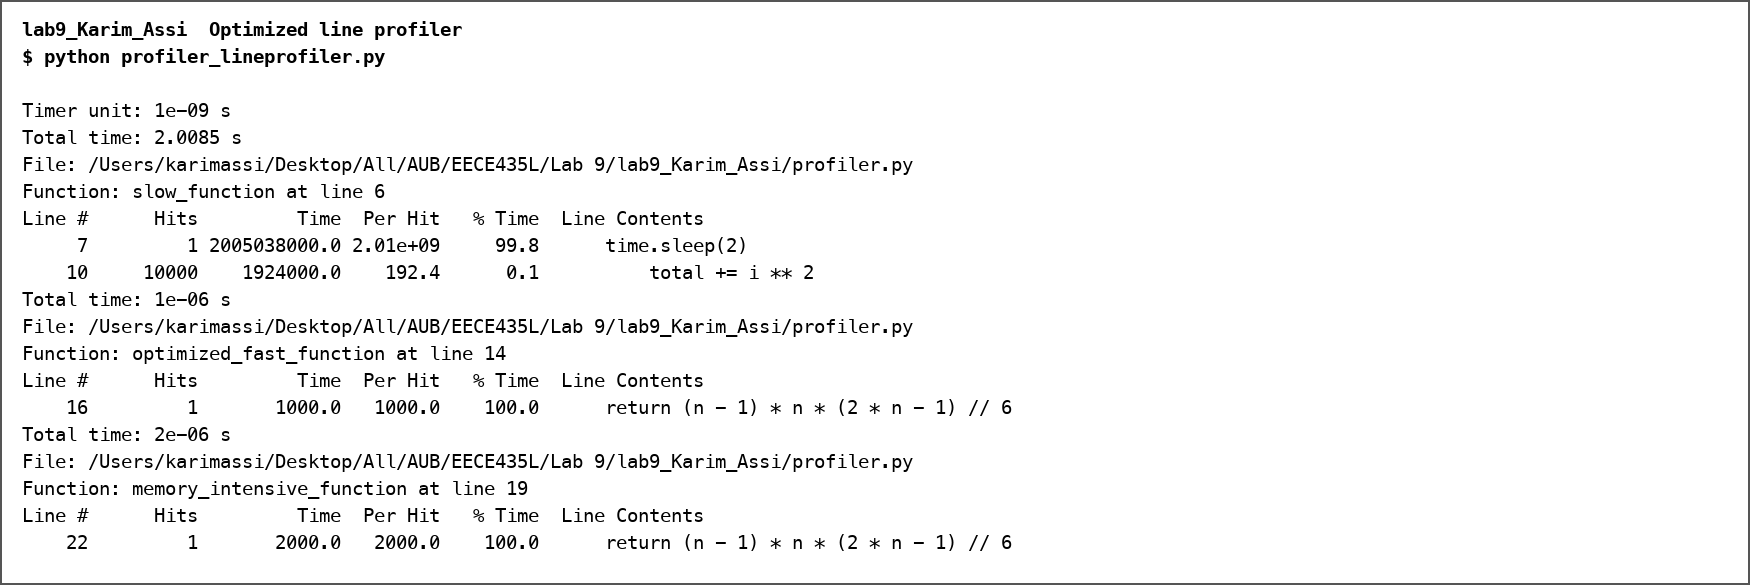 lab9_Karim_Assi  Optimized line profiler
$ python profiler_lineprofiler.py
Timer unit: 1e-09 s
Total time: 2.0085 s
File: /Users/karimassi/Desktop/All/AUB/EECE435L/Lab 9/lab9_Karim_Assi/profiler.py
Function: slow_function at line 6
Line #      Hits         Time  Per Hit   % Time  Line Contents
     7         1 2005038000.0 2.01e+09     99.8      time.sleep(2)
    10     10000    1924000.0    192.4      0.1          total += i ** 2
Total time: 1e-06 s
File: /Users/karimassi/Desktop/All/AUB/EECE435L/Lab 9/lab9_Karim_Assi/profiler.py
Function: optimized_fast_function at line 14
Line #      Hits         Time  Per Hit   % Time  Line Contents
    16         1       1000.0   1000.0    100.0      return (n - 1) * n * (2 * n - 1) // 6
Total time: 2e-06 s
File: /Users/karimassi/Desktop/All/AUB/EECE435L/Lab 9/lab9_Karim_Assi/profiler.py
Function: memory_intensive_function at line 19
Line #      Hits         Time  Per Hit   % Time  Line Contents
    22         1       2000.0   2000.0    100.0      return (n - 1) * n * (2 * n - 1) // 6